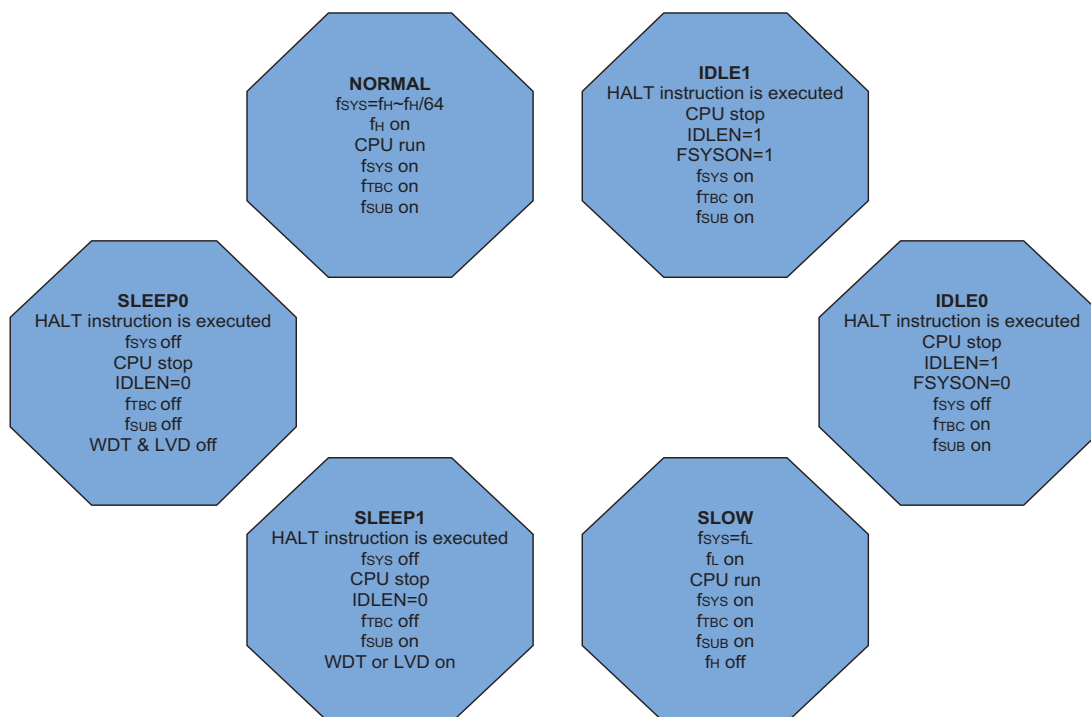 NORMAL
fSYS=fH~fH/64
fH on
CPU run
fSYS on
fTBC on
fSUB on
IDLE1
HALT instruction is executed
CPU stop
IDLEN=1
FSYSON=1
fSYS on
fTBC on
fSUB on
SLEEP0
HALT instruction is executed
fSYS off
CPU stop
IDLEN=0
fTBC off
fSUB off
WDT & LVD off
IDLE0
HALT instruction is executed
CPU stop
IDLEN=1
FSYSON=0
fSYS off
fTBC on
fSUB on
SLEEP1
HALT instruction is executed
fSYS off
CPU stop
IDLEN=0
fTBC off
fSUB on
WDT or LVD on
SLOW
fSYS=fL
fL on
CPU run
fSYS on
fTBC on
fSUB on
fH off